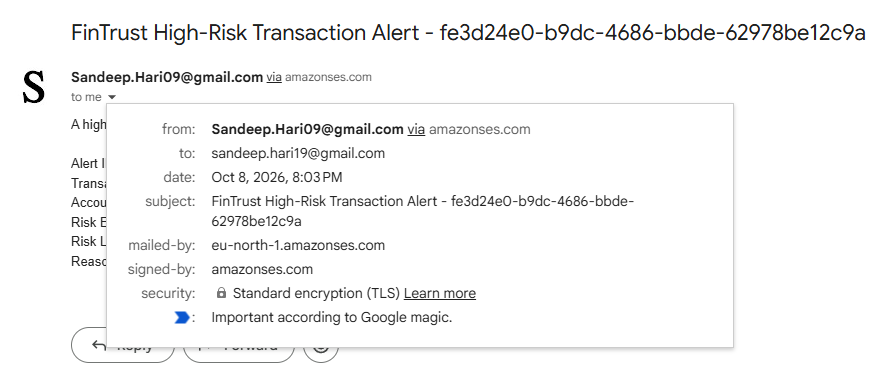 FinTrust High-Risk Transaction Alert - fe3d24e0-b9dc-4686-bbde-62978be12c9a
S
Sandeep.Hari09@gmail.com via amazonses.com
to me
A high
from: Sandeep.Hari09@gmail.com via amazonses.com
to: sandeep.hari19@gmail.com
date: Oct 8, 2026, 8:03 PM
subject: FinTrust High-Risk Transaction Alert - fe3d24e0-b9dc-4686-bbde-
62978be12c9a
mailed-by: eu-north-1.amazonses.com
signed-by: amazonses.com
security: Standard encryption (TLS) Learn more
: Important according to Google magic.
Alert I
Transa
Accou
Risk E
Risk L
Reaso
Reply
Forward